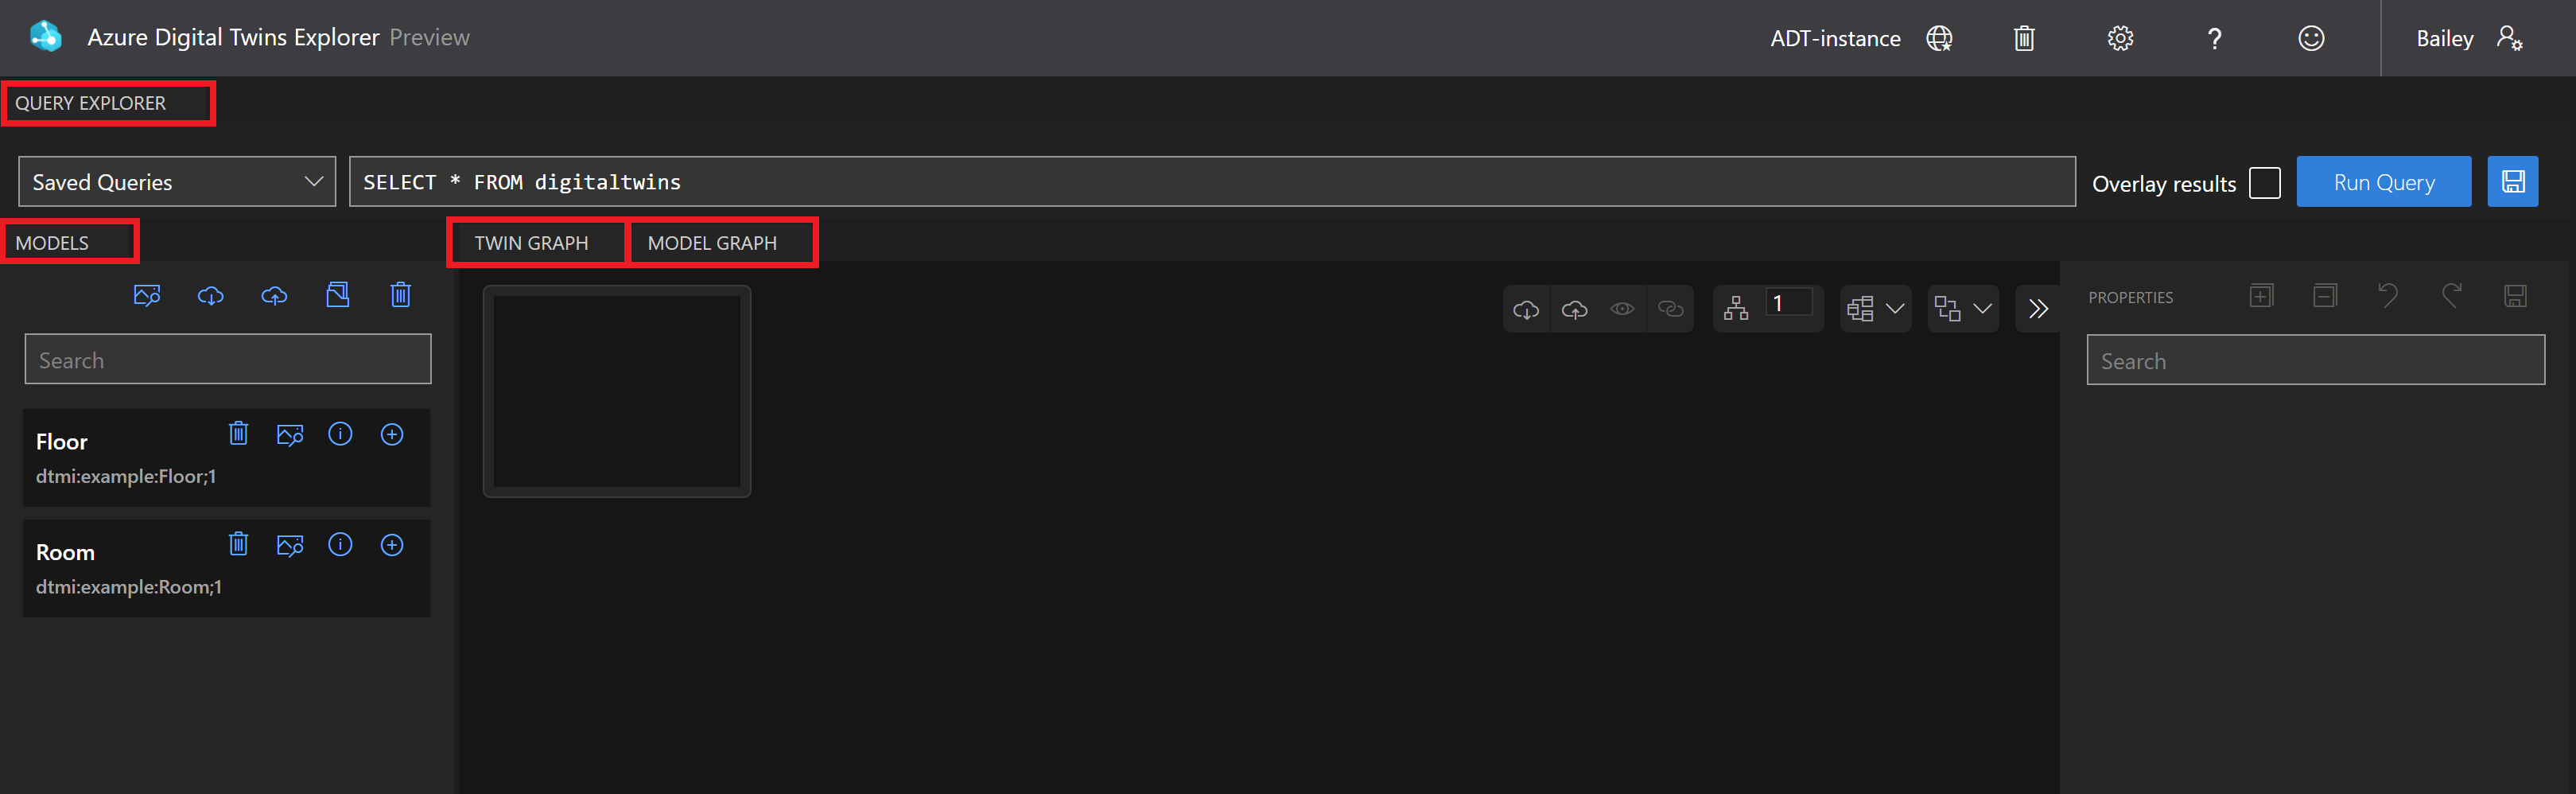 Azure Digital Twins Explorer Preview
ADT-instance
?
Bailey
QUERY EXPLORER
Saved Queries
SELECT * FROM digitaltwins
Overlay results
Run Query
MODELS
TWIN GRAPH
MODEL GRAPH
1
PROPERTIES
Search
Search
Floor
dtmi:example:Floor;1
Room
dtmi:example:Room;1